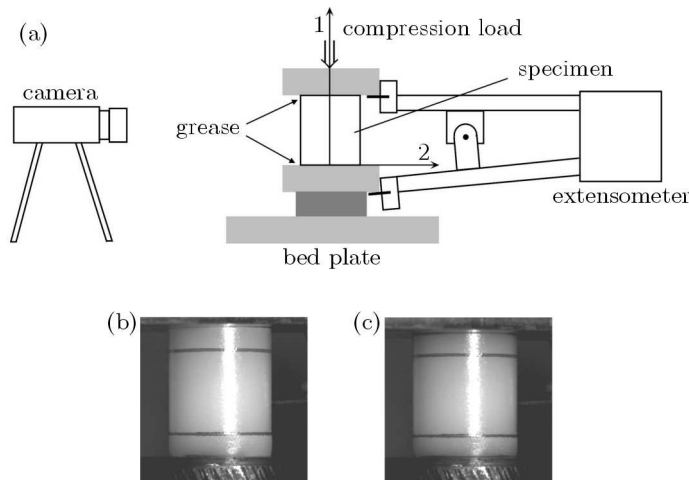 (a)
1
compression load
camera
specimen
grease
2
extensometer
bed plate
(b)
(c)